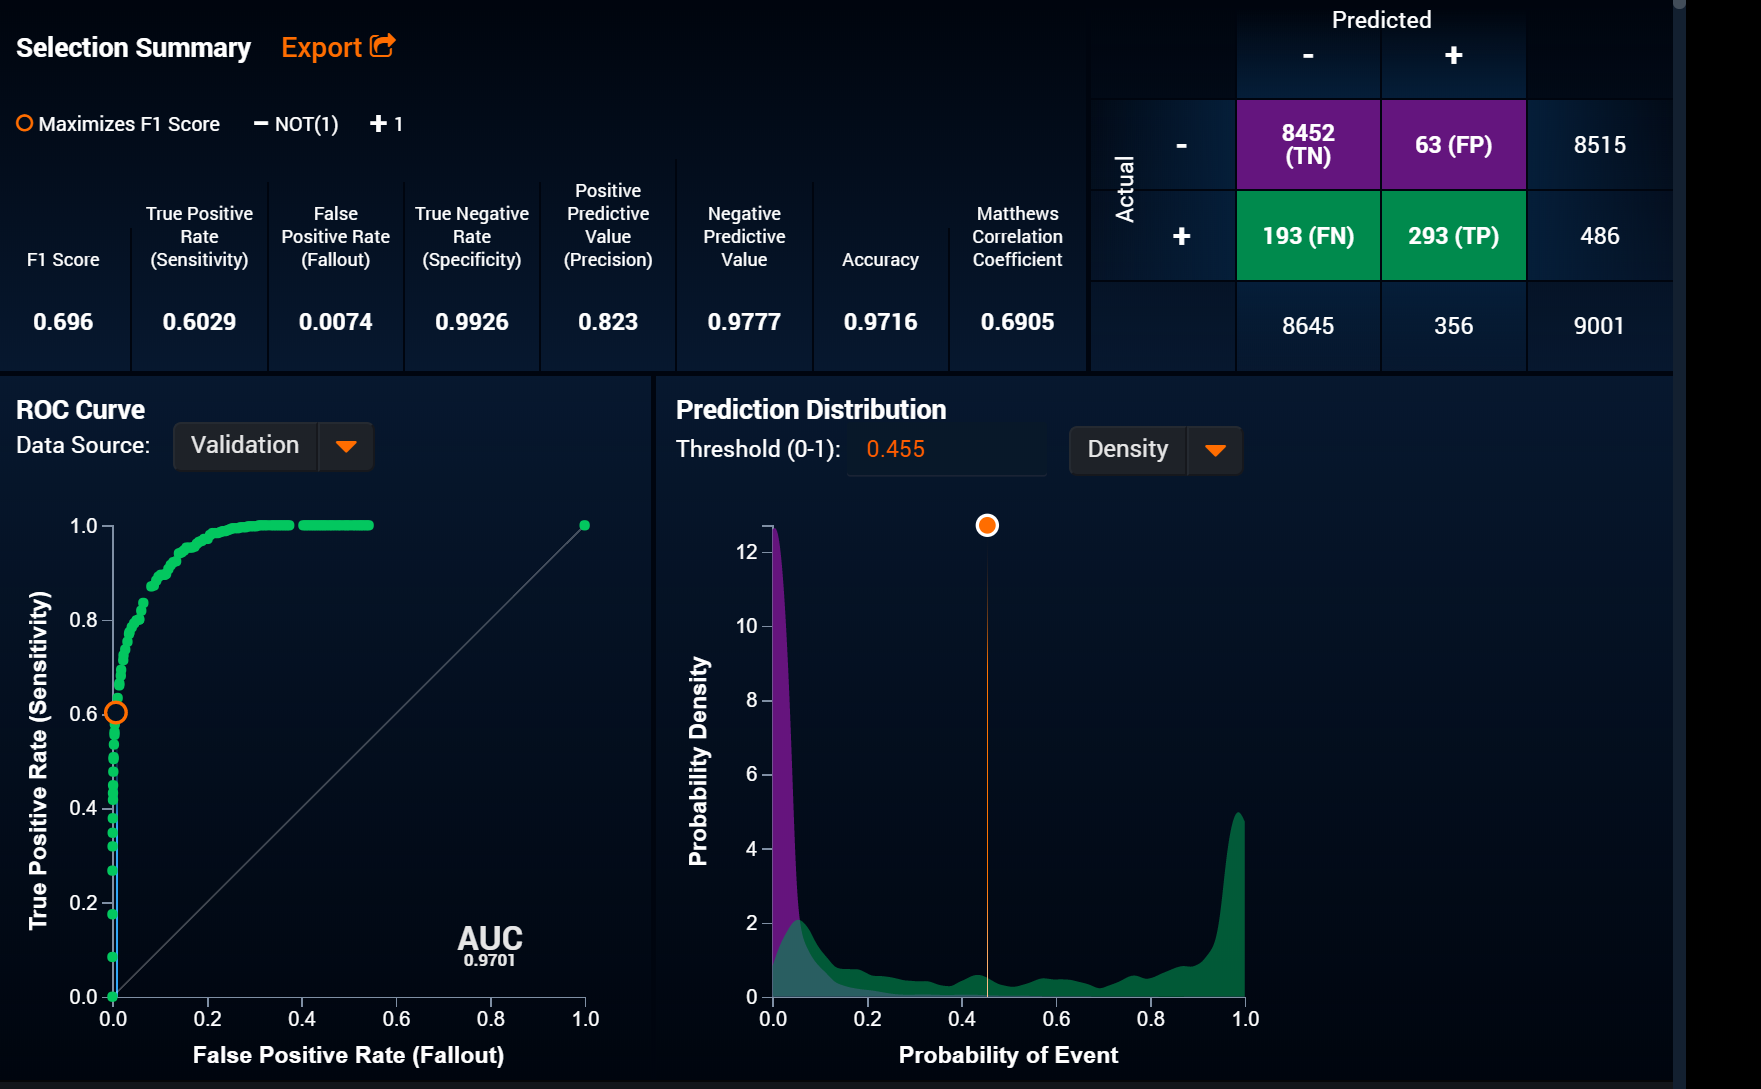 Selection Summary Export
Maximizes F1 Score − NOT(1) + 1
F1 Score
True Positive
Rate
(Sensitivity)
False
Positive Rate
(Fallout)
True Negative
Rate
(Specificity)
Positive
Predictive
Value
(Precision)
Negative
Predictive
Value
Accuracy
Matthews
Correlation
Coefficient
0.696 0.6029 0.0074 0.9926 0.823 0.9777 0.9716 0.6905
Predicted
- +
Actual
- 8452 (TN) 63 (FP) 8515
+ 193 (FN) 293 (TP) 486
8645 356 9001
ROC Curve
Data Source: Validation
True Positive Rate (Sensitivity)
1.0
0.8
0.6
0.4
0.2
0.0
AUC
0.9701
0.0 0.2 0.4 0.6 0.8 1.0
False Positive Rate (Fallout)
Prediction Distribution
Threshold (0-1): 0.455 Density
Probability Density
12
10
8
6
4
2
0
0.0 0.2 0.4 0.6 0.8 1.0
Probability of Event